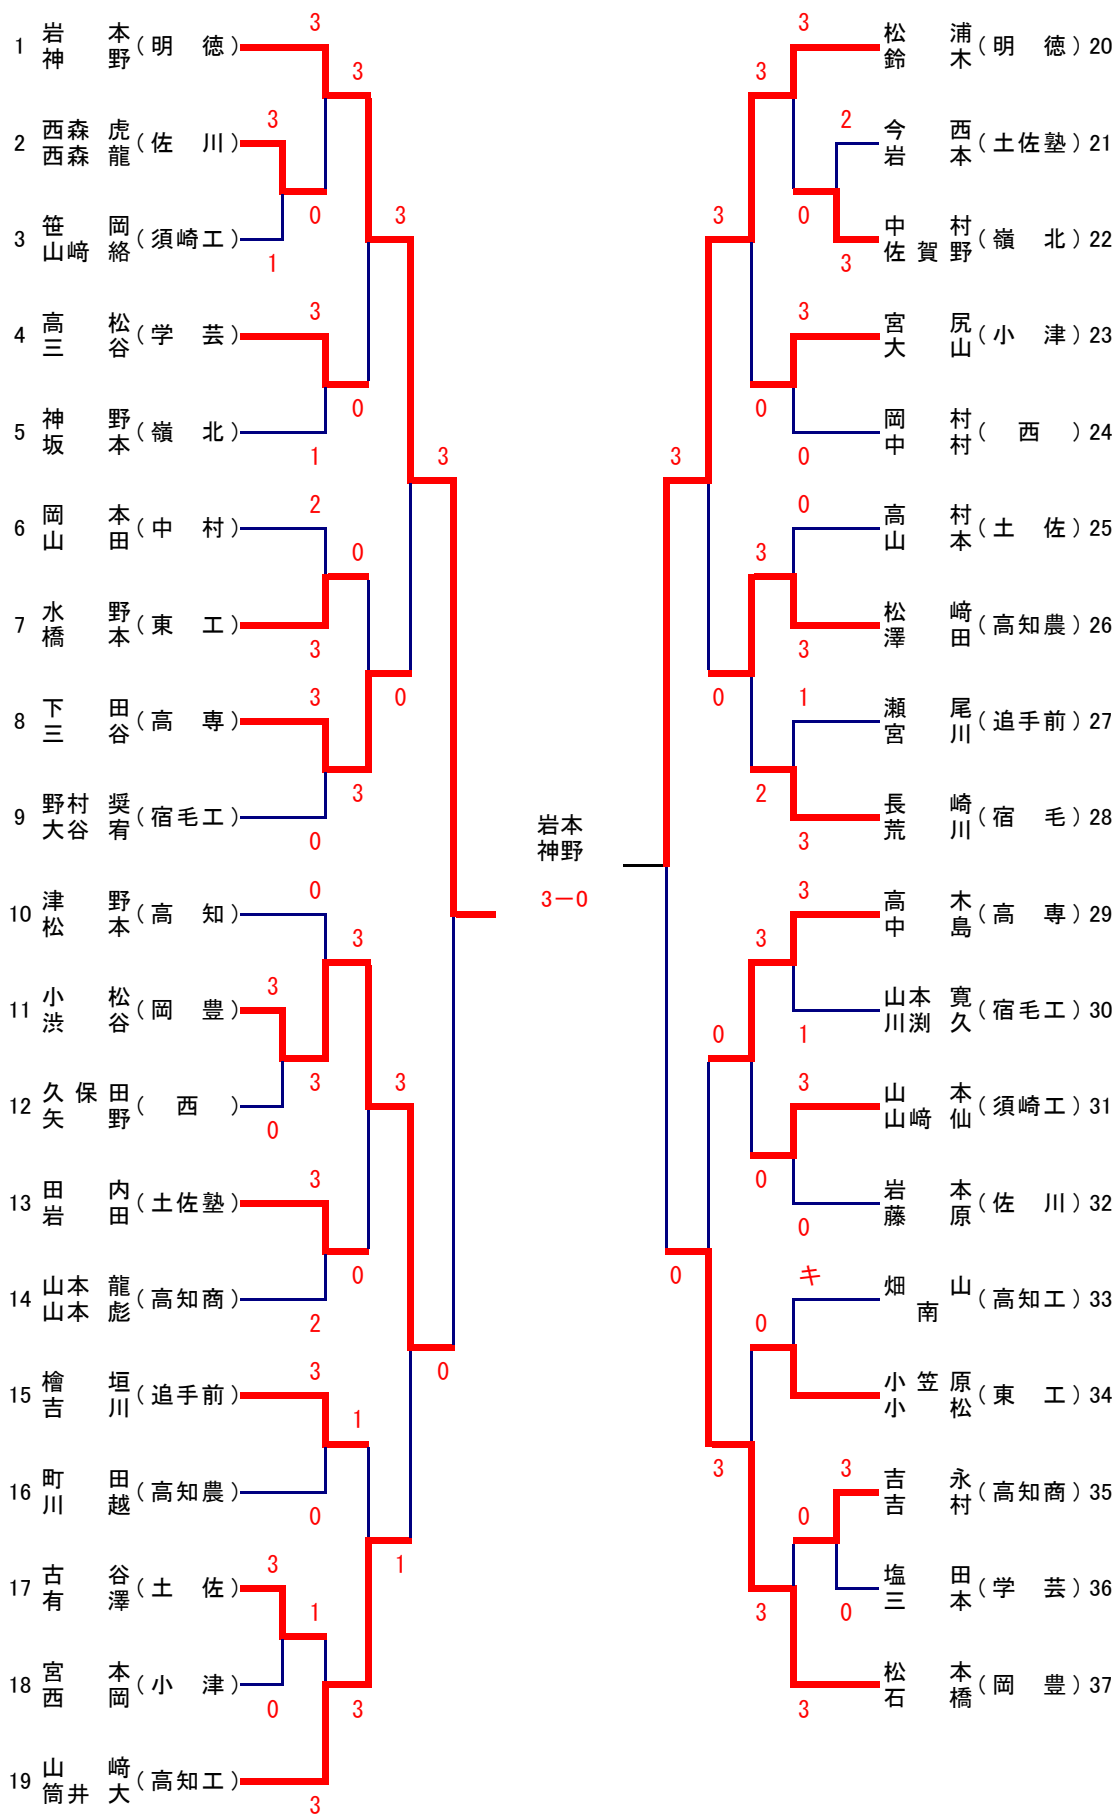 1 岩本 神野 (明徳) 3
3
2 西森虎 西森龍 (佐川) 3
0
3 笹岡 山﨑絡 (須崎工) 1
3
4 高松 三谷 (学芸) 3
0
5 神野 坂本 (嶺北) 1
3
6 岡本 山田 (中村) 2
0
7 水野 橋本 (東工) 3
0
8 下田 三谷 (高専) 3
3
9 野村奨 大谷宥 (宿毛工) 0
10 津野 松本 (高知) 0
3
11 小松 渋谷 (岡豊) 3
3
12 久保田 矢野 (西) 0
3
13 田内 岩田 (土佐塾) 3
0
14 山本龍 山本彪 (高知商) 2
0
15 檜垣 吉川 (追手前) 3
1
16 町田 川越 (高知農) 0
1
17 古谷 有澤 (土佐) 3
1
18 宮本 西岡 (小津) 0
3
19 山﨑 筒井大 (高知工) 3
岩本
神野
3－0
3 松浦 鈴木 (明徳) 20
3
2 今西 岩本 (土佐塾) 21
0
3 中村 佐賀野 (嶺北) 22
3
3 宮尻 大山 (小津) 23
0
0 岡村 中村 (西) 24
3
0 高村 山本 (土佐) 25
3
3 松﨑 澤田 (高知農) 26
0
1 瀬尾 宮川 (追手前) 27
2
3 長崎 荒川 (宿毛) 28
3 高木 中島 (高専) 29
3
1 山本寛 川渕久 (宿毛工) 30
0
3 山本 山﨑仙 (須崎工) 31
0
0 岩本 藤原 (佐川) 32
0
キ 畑山 南 (高知工) 33
0
小笠原 小松 (東工) 34
3
3 吉永 吉村 (高知商) 35
0
0 塩田 三本 (学芸) 36
3
3 松本 石橋 (岡豊) 37